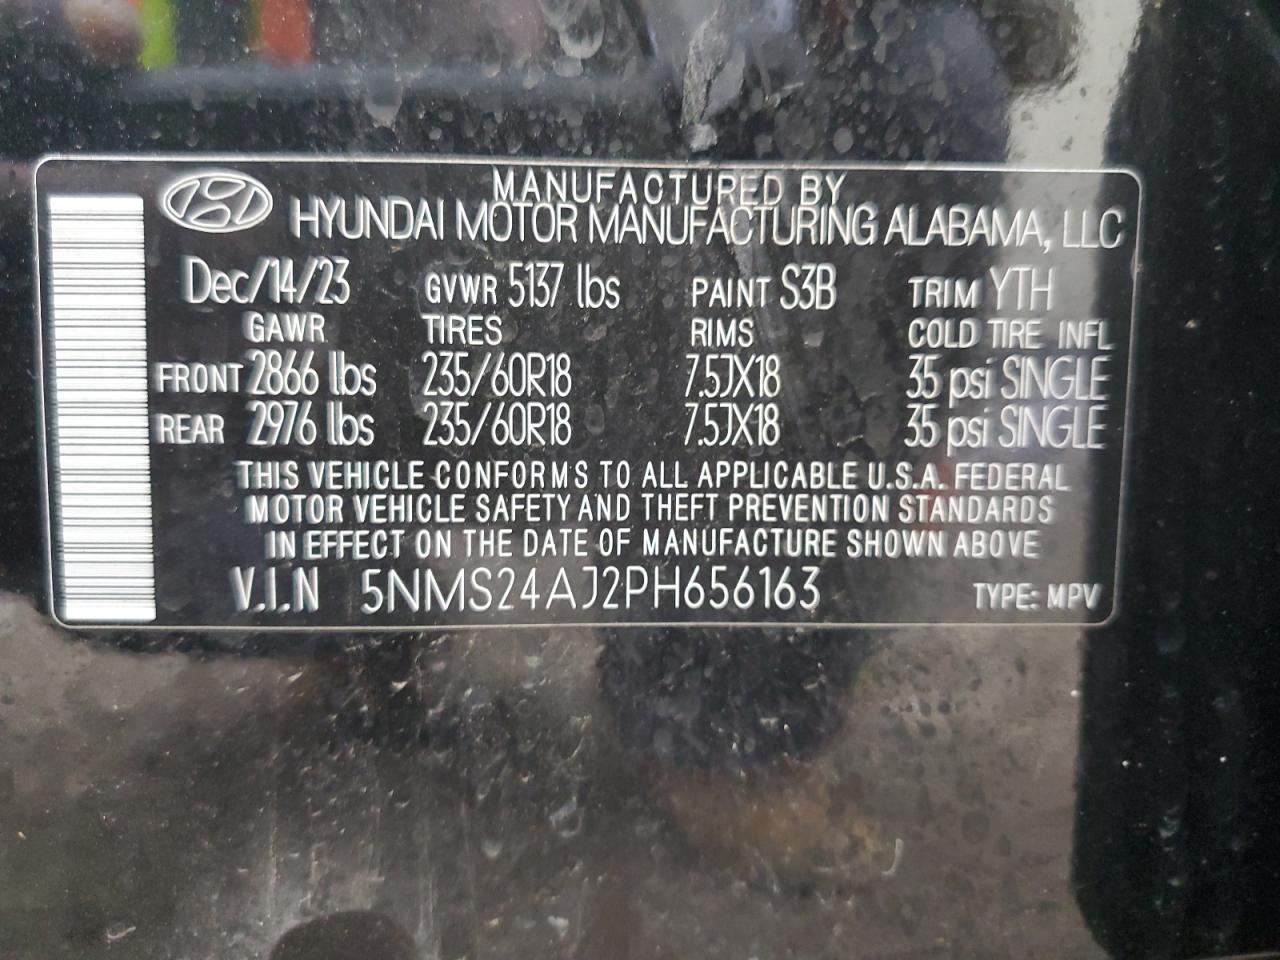 MANUFACTURED BY
HYUNDAI MOTOR MANUFACTURING ALABAMA, LLC
Dec/14/23 GVWR 5137 lbs PAINT S3B TRIM YTH
GAWR TIRES RIMS COLD TIRE INFL
FRONT 2866 lbs 235/60R18 7.5JX18 35 psi SINGLE
REAR 2976 lbs 235/60R18 7.5JX18 35 psi SINGLE
THIS VEHICLE CONFORMS TO ALL APPLICABLE U.S.A. FEDERAL
MOTOR VEHICLE SAFETY AND THEFT PREVENTION STANDARDS
IN EFFECT ON THE DATE OF MANUFACTURE SHOWN ABOVE
V.I.N 5NMS24AJ2PH656163 TYPE: MPV